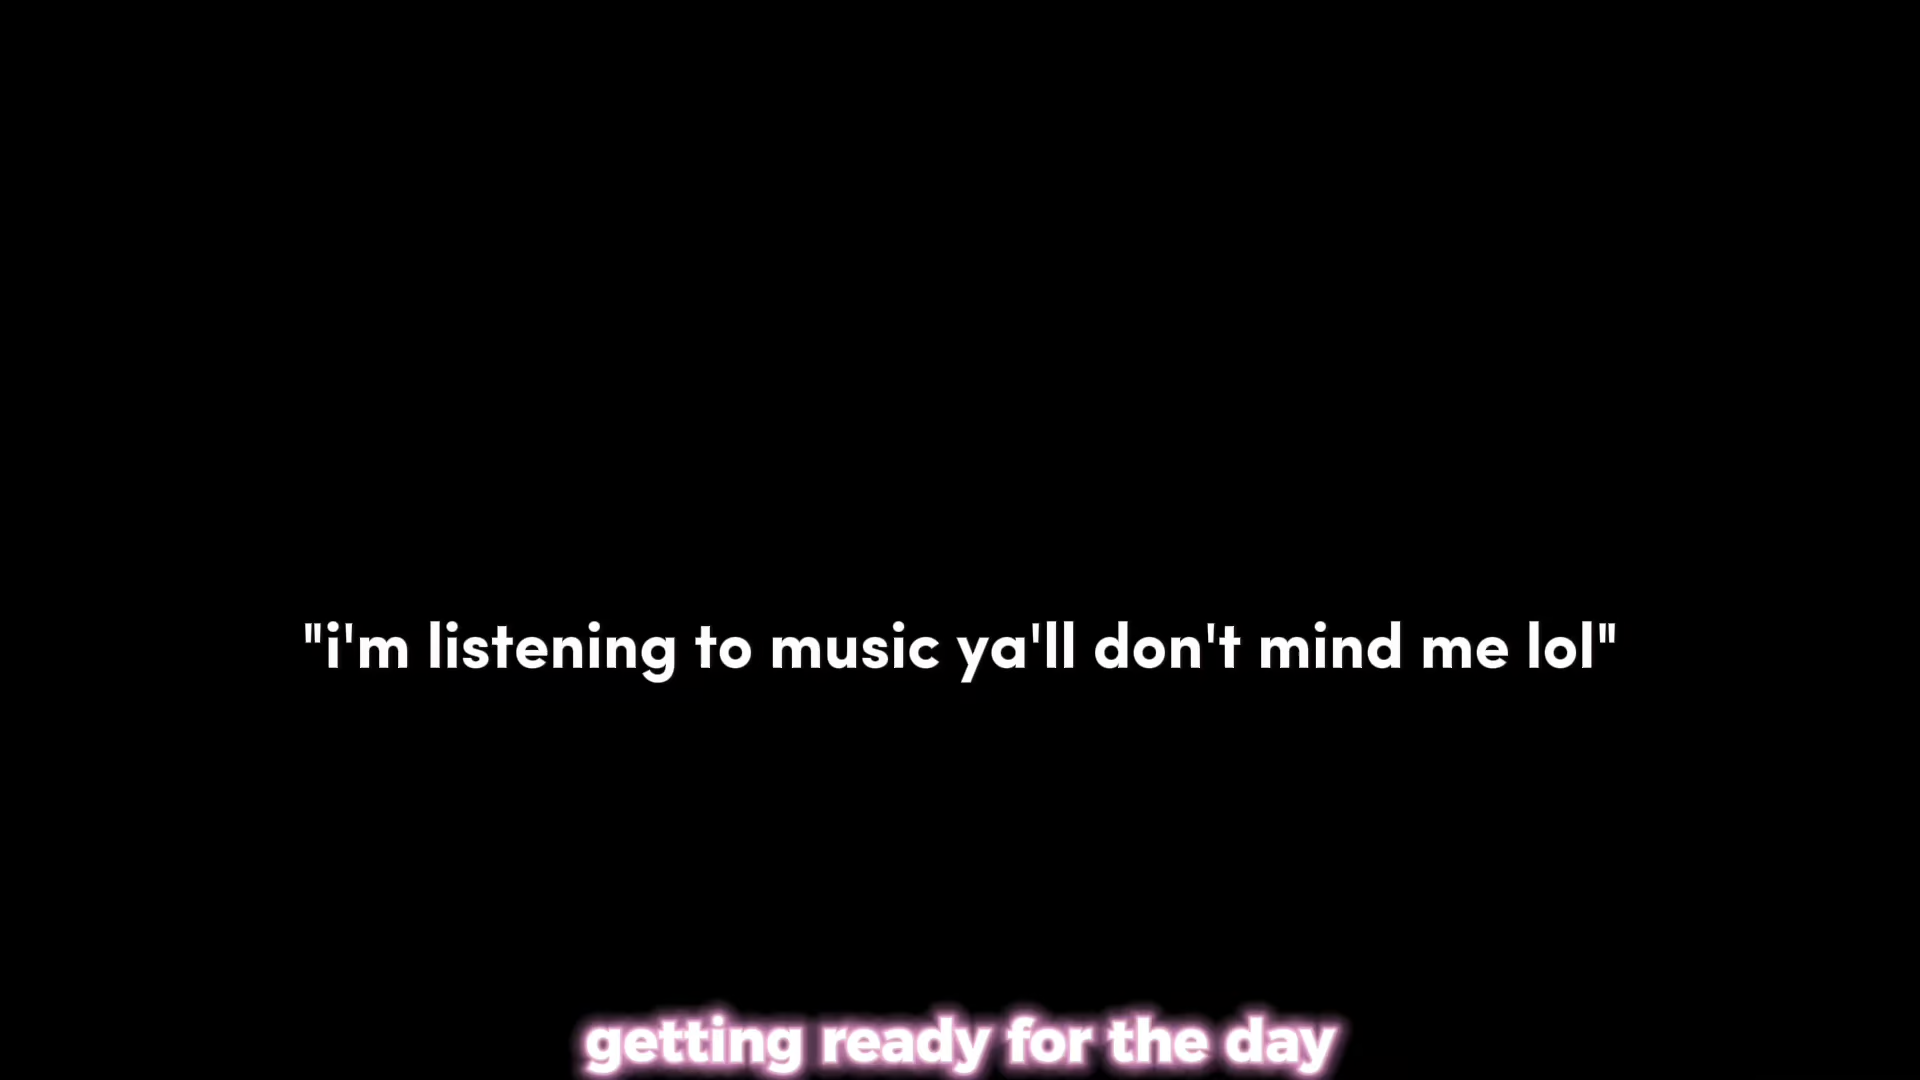 "i'm listening to music ya'll don't mind me lol"
getting ready for the day